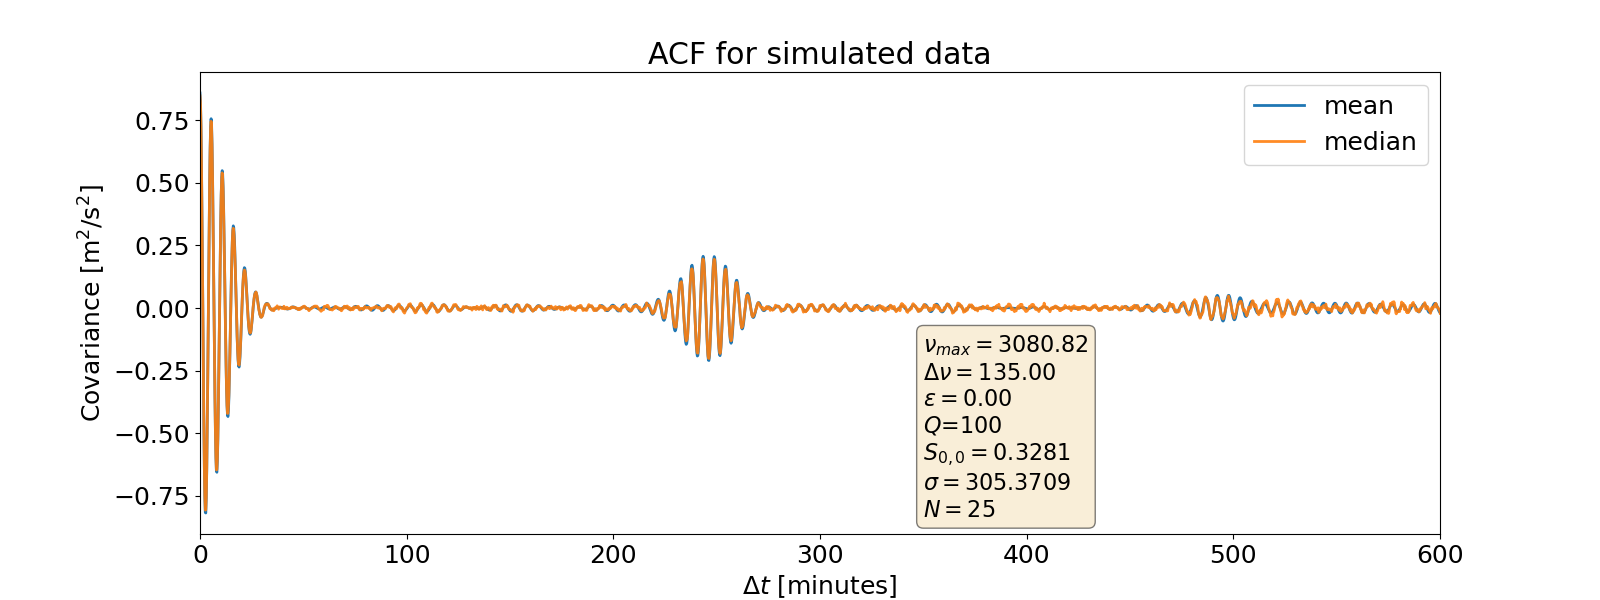 ACF for simulated data
mean
median
Covariance [m²/s²]
0.75
0.50
0.25
0.00
−0.25
−0.50
−0.75
ν_max = 3080.82
Δν = 135.00
ε = 0.00
Q=100
S_0,0 = 0.3281
σ = 305.3709
N = 25
0 100 200 300 400 500 600
Δt [minutes]